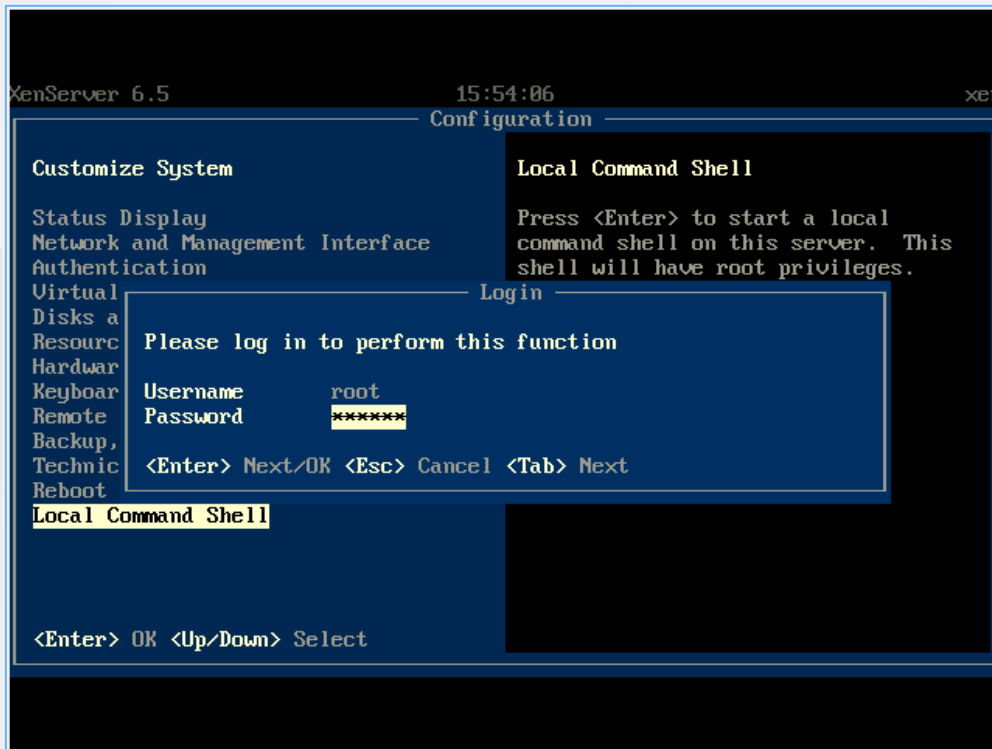 XenServer 6.5 15:54:06 xe
Configuration
Customize System
Status Display
Network and Management Interface
Authentication
Virtual
Disks a
Resourc
Hardwar
Keyboar
Remote
Backup,
Technic
Reboot
Local Command Shell
<Enter> OK <Up/Down> Select
Local Command Shell
Press <Enter> to start a local
command shell on this server. This
shell will have root privileges.
Login
Please log in to perform this function
Username root
Password ******
<Enter> Next/OK <Esc> Cancel <Tab> Next